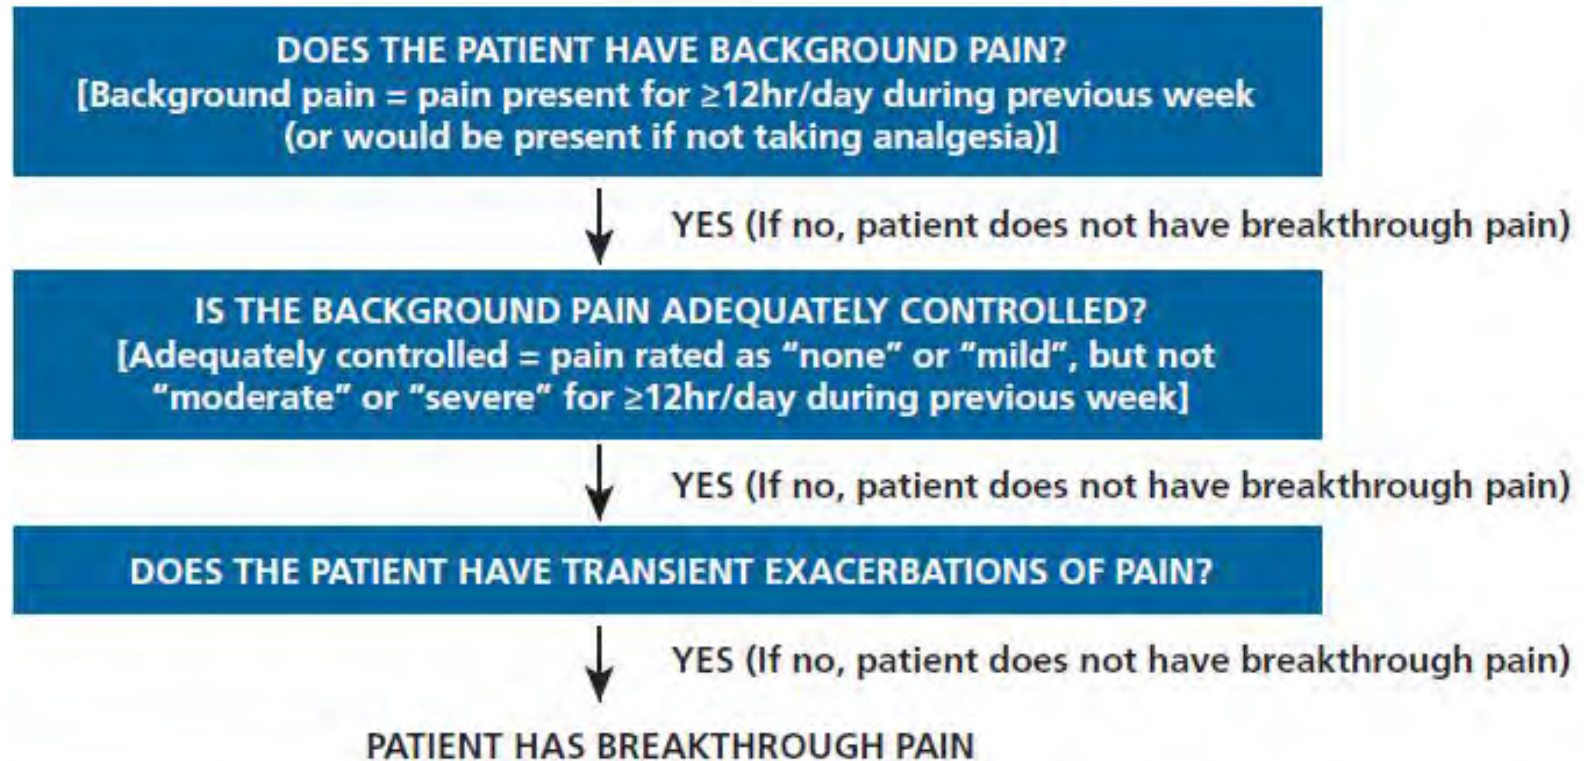 DOES THE PATIENT HAVE BACKGROUND PAIN?
[Background pain = pain present for ≥12hr/day during previous week
(or would be present if not taking analgesia)]
YES (If no, patient does not have breakthrough pain)
IS THE BACKGROUND PAIN ADEQUATELY CONTROLLED?
[Adequately controlled = pain rated as “none” or “mild”, but not
“moderate” or “severe” for ≥12hr/day during previous week]
YES (If no, patient does not have breakthrough pain)
DOES THE PATIENT HAVE TRANSIENT EXACERBATIONS OF PAIN?
YES (If no, patient does not have breakthrough pain)
PATIENT HAS BREAKTHROUGH PAIN